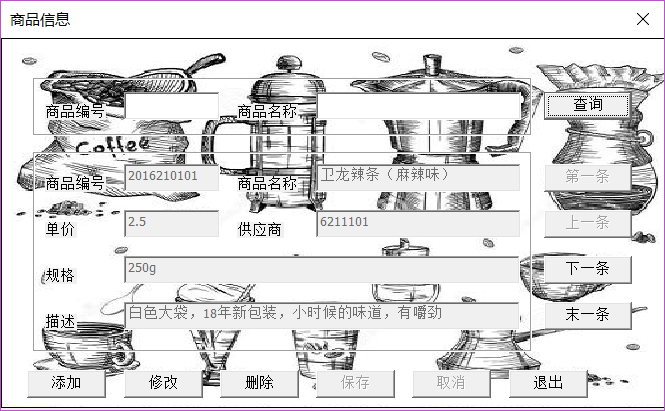 商品信息
商品编号 商品名称 查询
Coffee
商品编号 2016210101 商品名称 卫龙辣条（麻辣味） 第一条
单价 2.5 供应商 6211101 上一条
规格 250g 下一条
描述 白色大袋，18年新包装，小时候的味道，有嚼劲 末一条
添加 修改 删除 保存 取消 退出